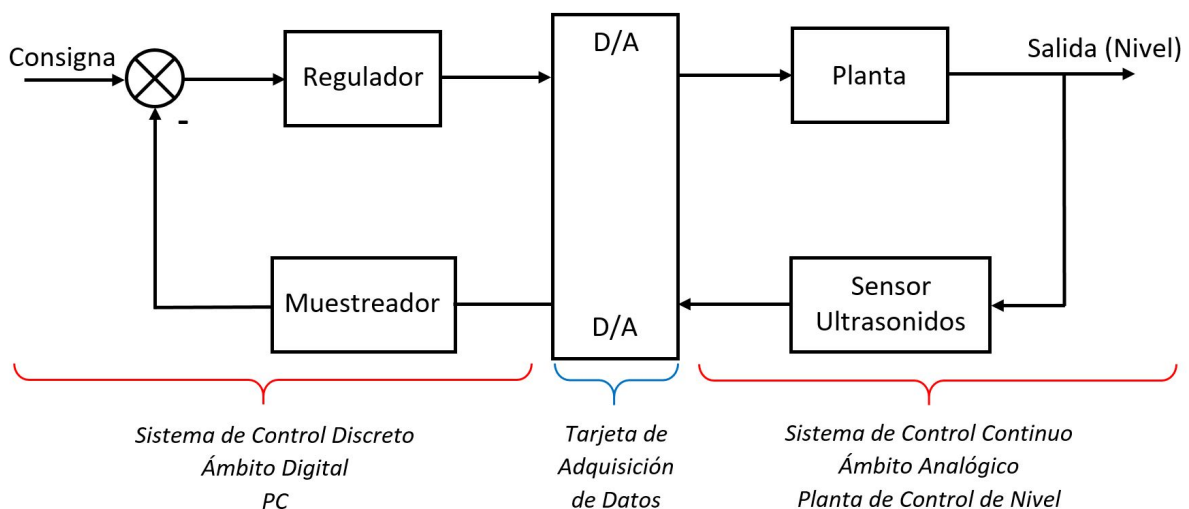 Consigna
-
Regulador
D/A
Planta
Salida (Nivel)
Muestreador
D/A
Sensor
Ultrasonidos
Sistema de Control Discreto
Ámbito Digital
PC
Tarjeta de
Adquisición
de Datos
Sistema de Control Continuo
Ámbito Analógico
Planta de Control de Nivel